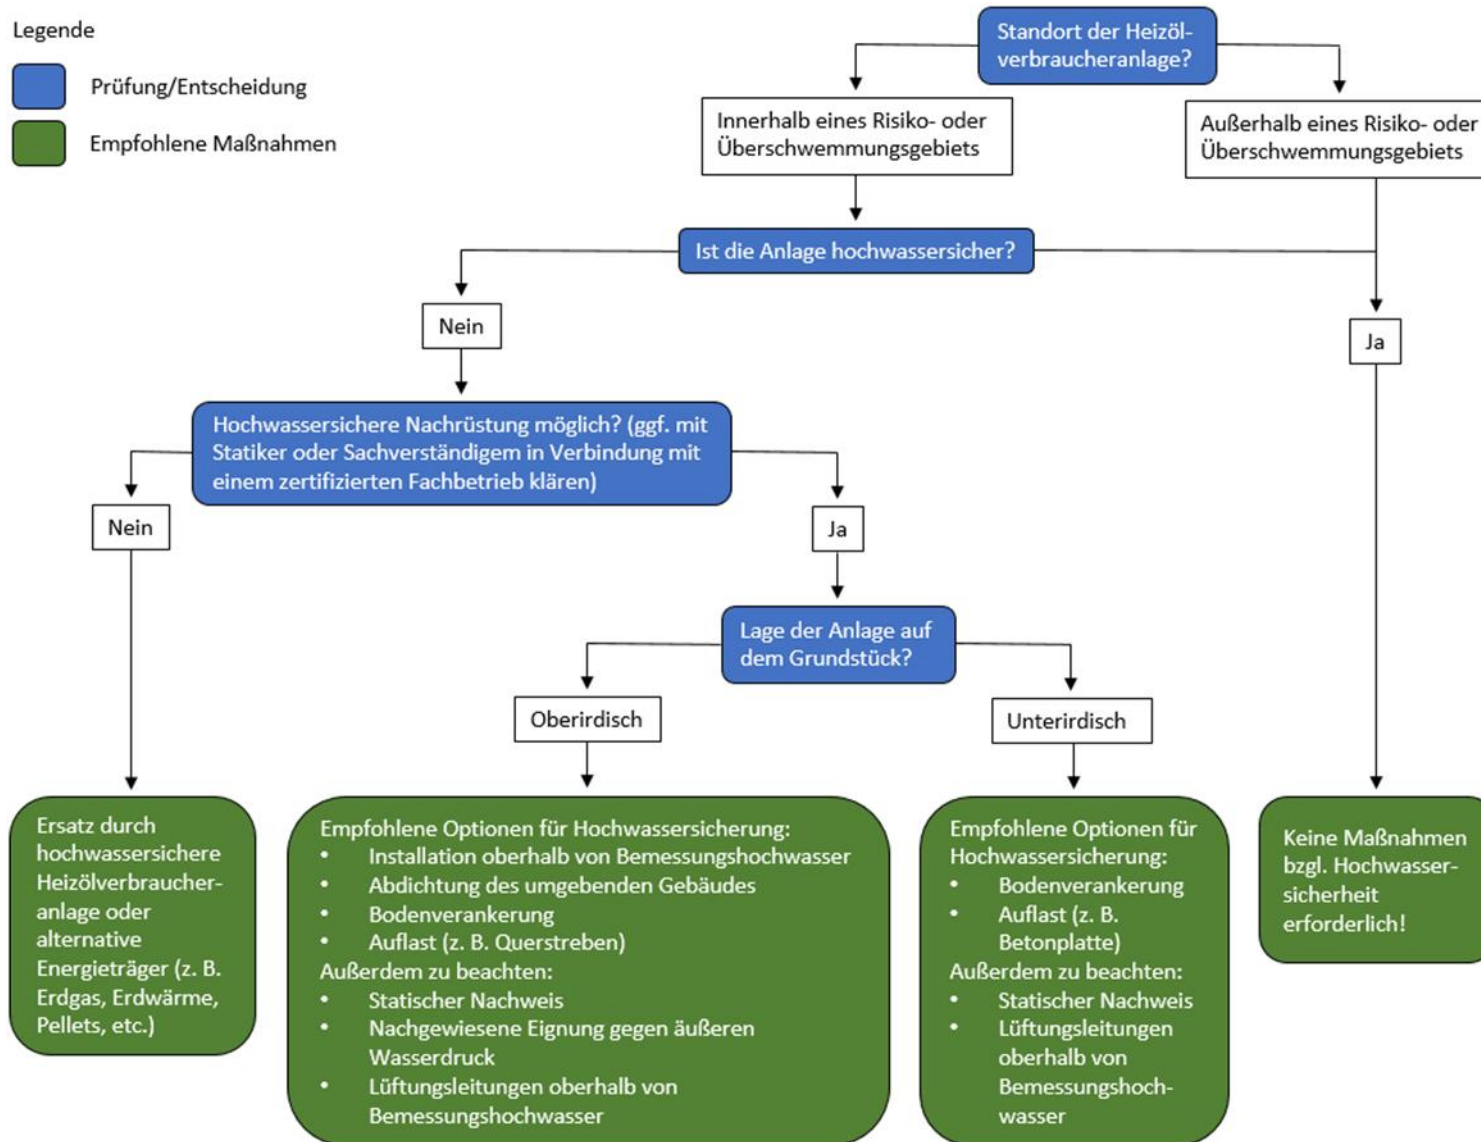 Legende
Prüfung/Entscheidung
Empfohlene Maßnahmen
Standort der Heizöl-
verbraucheranlage?
Innerhalb eines Risiko- oder
Überschwemmungsgebiets
Außerhalb eines Risiko- oder
Überschwemmungsgebiets
Ist die Anlage hochwassersicher?
Nein
Ja
Hochwassersichere Nachrüstung möglich? (ggf. mit
Statiker oder Sachverständigem in Verbindung mit
einem zertifizierten Fachbetrieb klären)
Nein
Ja
Lage der Anlage auf
dem Grundstück?
Oberirdisch
Unterirdisch
Ersatz durch
hochwassersichere
Heizölverbraucher-
anlage oder
alternative
Energieträger (z. B.
Erdgas, Erdwärme,
Pellets, etc.)
Empfohlene Optionen für Hochwassersicherung:
• Installation oberhalb von Bemessungshochwasser
• Abdichtung des umgebenden Gebäudes
• Bodenverankerung
• Auflast (z. B. Querstreben)
Außerdem zu beachten:
• Statischer Nachweis
• Nachgewiesene Eignung gegen äußeren
Wasserdruck
• Lüftungsleitungen oberhalb von
Bemessungshochwasser
Empfohlene Optionen für
Hochwassersicherung:
• Bodenverankerung
• Auflast (z. B.
Betonplatte)
Außerdem zu beachten:
• Statischer Nachweis
• Lüftungsleitungen
oberhalb von
Bemessungshoch-
wasser
Keine Maßnahmen
bzgl. Hochwasser-
sicherheit
erforderlich!